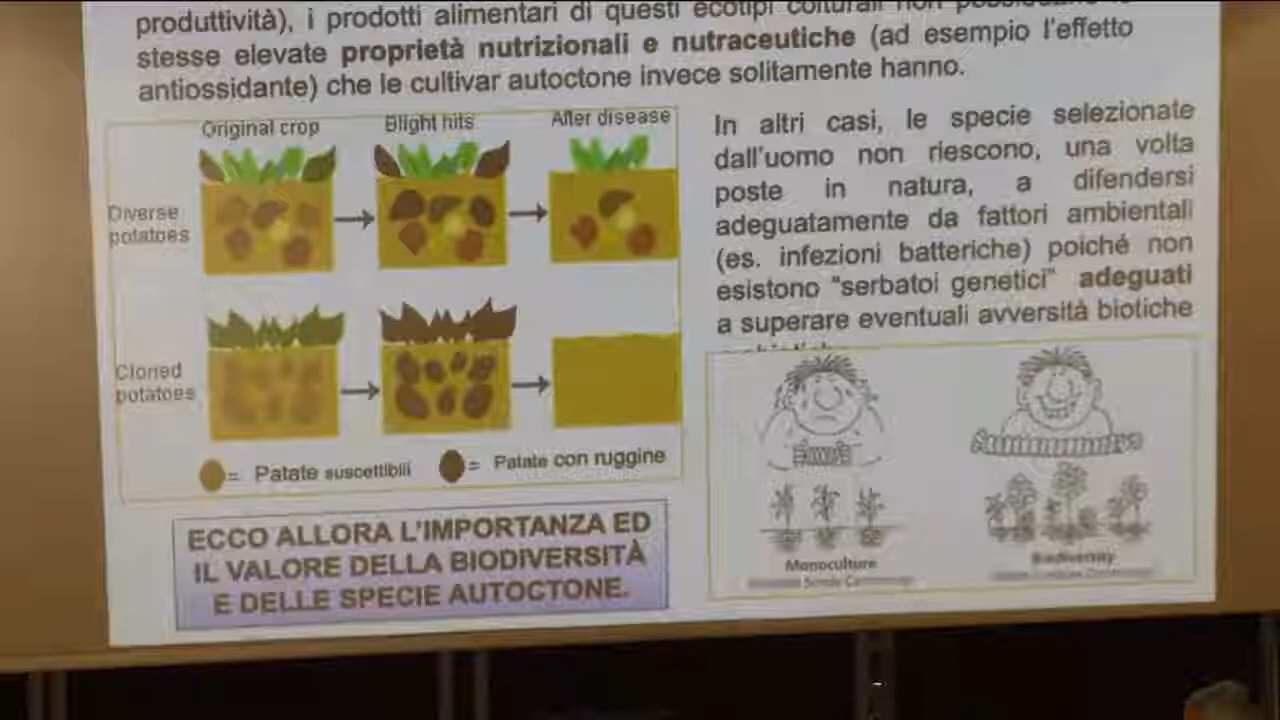 produttività), i prodotti alimentari di questi ecotipi colturali non
stesse elevate proprietà nutrizionali e nutraceutiche (ad esempio l'effetto
antiossidante) che le cultivar autoctone invece solitamente hanno.
Original crop
Blight hits
After disease
Diverse
potatoes
Cloned
potatoes
= Patate suscettibili
= Patate con ruggine
ECCO ALLORA L'IMPORTANZA ED
IL VALORE DELLA BIODIVERSITÀ
E DELLE SPECIE AUTOCTONE.
In altri casi, le specie selezionate
dall'uomo non riescono, una volta
poste in natura, a difendersi
adeguatamente da fattori ambientali
(es. infezioni batteriche) poiché non
esistono "serbatoi genetici" adeguati
a superare eventuali avversità biotiche
Monoculture
Biodiversity